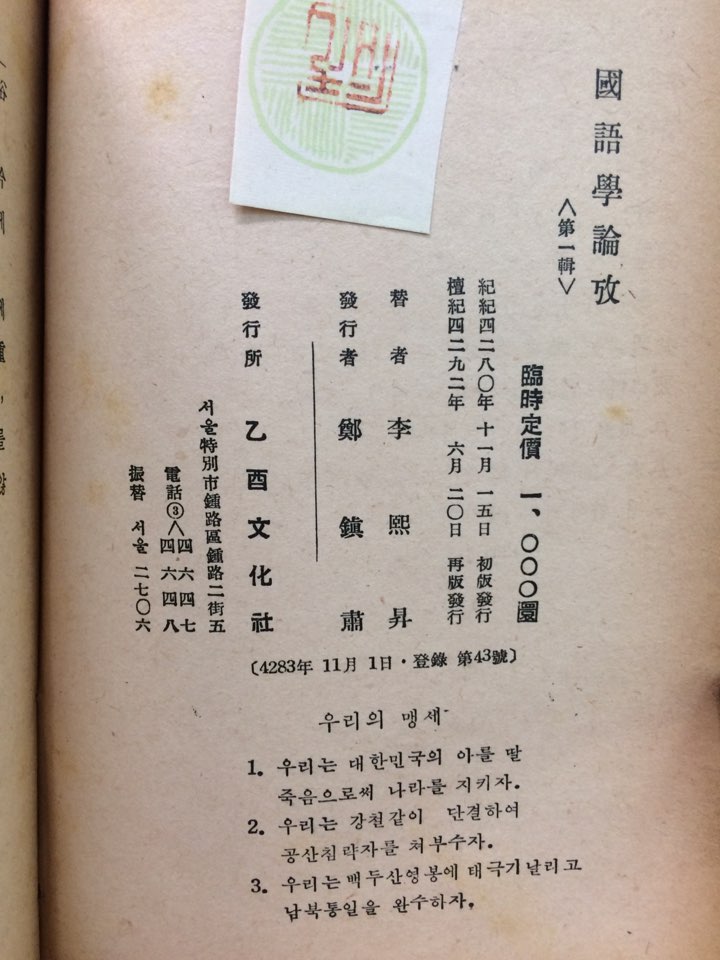 國語學論攷
〈第一輯〉
臨時定價 一、〇〇〇圜
紀紀四二八〇年 十一月 一五日 初版發行
檀紀四二九二年 六月 二〇日 再版發行
替者 李熙昇
發行者 鄭鎭肅
發行所 乙酉文化社
서울特別市鍾路區鍾路二街五
電話③〈四六四七
四六四八
振替 서울 二七〇六
〔4283年 11月 1日・登錄 第43號〕
우리의 맹세
1. 우리는 대한민국의 아를 딸
죽음으로써 나라를 지키자.
2. 우리는 강철같이 단결하여
공산침략자를 처부수자.
3. 우리는 백두산영봉에 태극기날리고
남북통일을 완수하자.